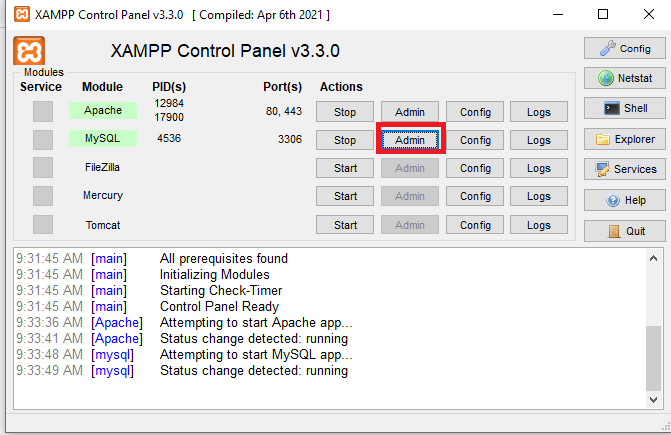 XAMPP Control Panel v3.3.0 [ Compiled: Apr 6th 2021 ]
XAMPP Control Panel v3.3.0
Config
Modules
Service Module PID(s) Port(s) Actions
Netstat
Apache 12984 17900 80, 443 Stop Admin Config Logs
Shell
MySQL 4536 3306 Stop Admin Config Logs
Explorer
FileZilla Start Admin Config Logs
Services
Mercury Start Admin Config Logs
Help
Tomcat Start Admin Config Logs
Quit
9:31:45 AM [main] All prerequisites found
9:31:45 AM [main] Initializing Modules
9:31:45 AM [main] Starting Check-Timer
9:31:45 AM [main] Control Panel Ready
9:33:36 AM [Apache] Attempting to start Apache app...
9:33:41 AM [Apache] Status change detected: running
9:33:48 AM [mysql] Attempting to start MySQL app...
9:33:49 AM [mysql] Status change detected: running